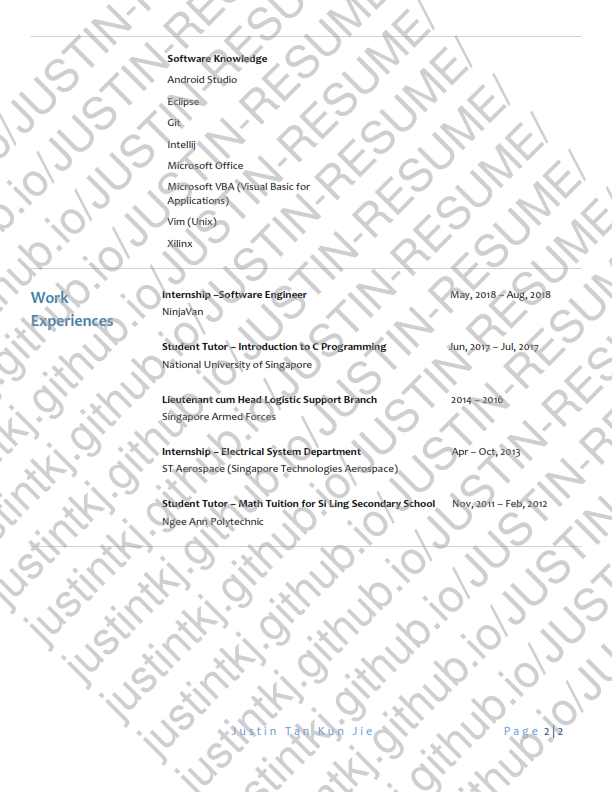 Software Knowledge
Android Studio
Eclipse
Git
Intellij
Microsoft Office
Microsoft VBA (Visual Basic for
Applications)
Vim (Unix)
Xilinx
Work
Experiences
Internship –Software Engineer May, 2018 – Aug, 2018
NinjaVan
Student Tutor – Introduction to C Programming Jun, 2017 – Jul, 2017
National University of Singapore
Lieutenant cum Head Logistic Support Branch 2014 – 2016
Singapore Armed Forces
Internship – Electrical System Department Apr – Oct, 2013
ST Aerospace (Singapore Technologies Aerospace)
Student Tutor – Math Tuition for Si Ling Secondary School Nov, 2011 – Feb, 2012
Ngee Ann Polytechnic
justintkj.github.io/JUSTIN-RESUME/
Justin Tan Kun Jie Page 2|2